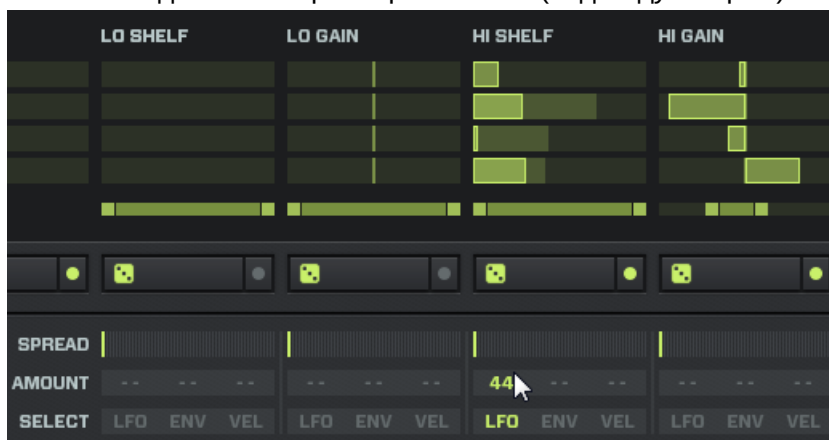 LO SHELF LO GAIN HI SHELF HI GAIN
SPREAD
AMOUNT -- -- -- -- -- -- 44 -- -- -- -- --
SELECT LFO ENV VEL LFO ENV VEL LFO ENV VEL LFO ENV VEL